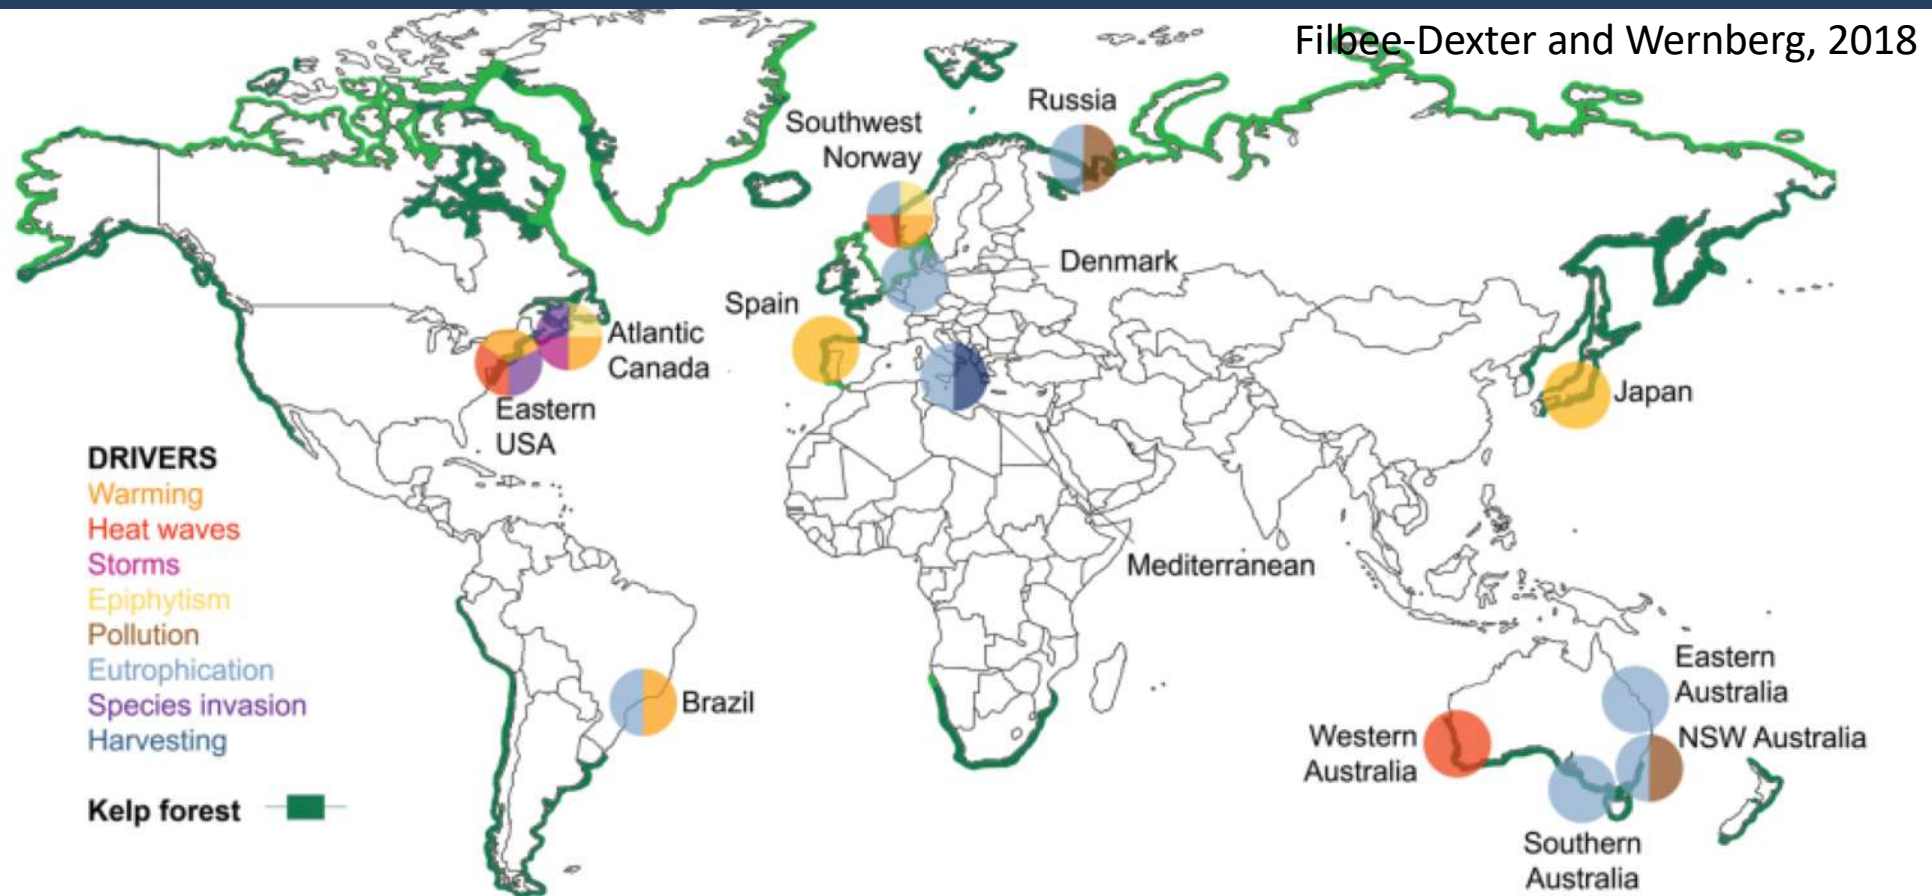 Filbee-Dexter and Wernberg, 2018
Russia
Southwest
Norway
Denmark
Spain
Atlantic
Canada
Japan
Eastern
USA
DRIVERS
Warming
Heat waves
Storms
Epiphytism
Pollution
Eutrophication
Species invasion
Harvesting
Kelp forest
Mediterranean
Brazil
Eastern
Australia
Western
Australia
NSW Australia
Southern
Australia